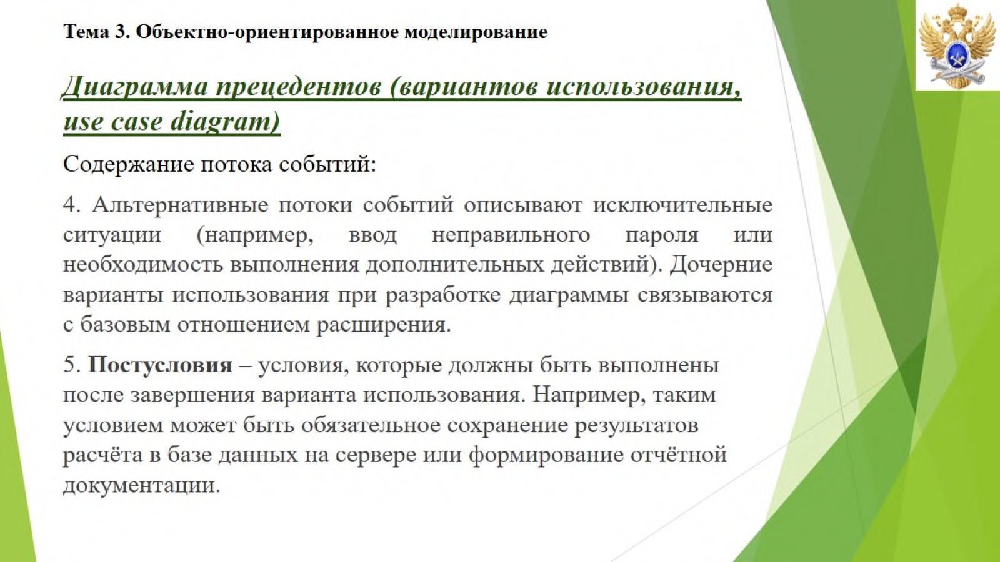 Тема 3. Объектно-ориентированное моделирование
Диаграмма прецедентов (вариантов использования,
use case diagram)
Содержание потока событий:
4. Альтернативные потоки событий описывают исключительные
ситуации (например, ввод неправильного пароля или
необходимость выполнения дополнительных действий). Дочерние
варианты использования при разработке диаграммы связываются
с базовым отношением расширения.
5. Постусловия – условия, которые должны быть выполнены
после завершения варианта использования. Например, таким
условием может быть обязательное сохранение результатов
расчёта в базе данных на сервере или формирование отчётной
документации.